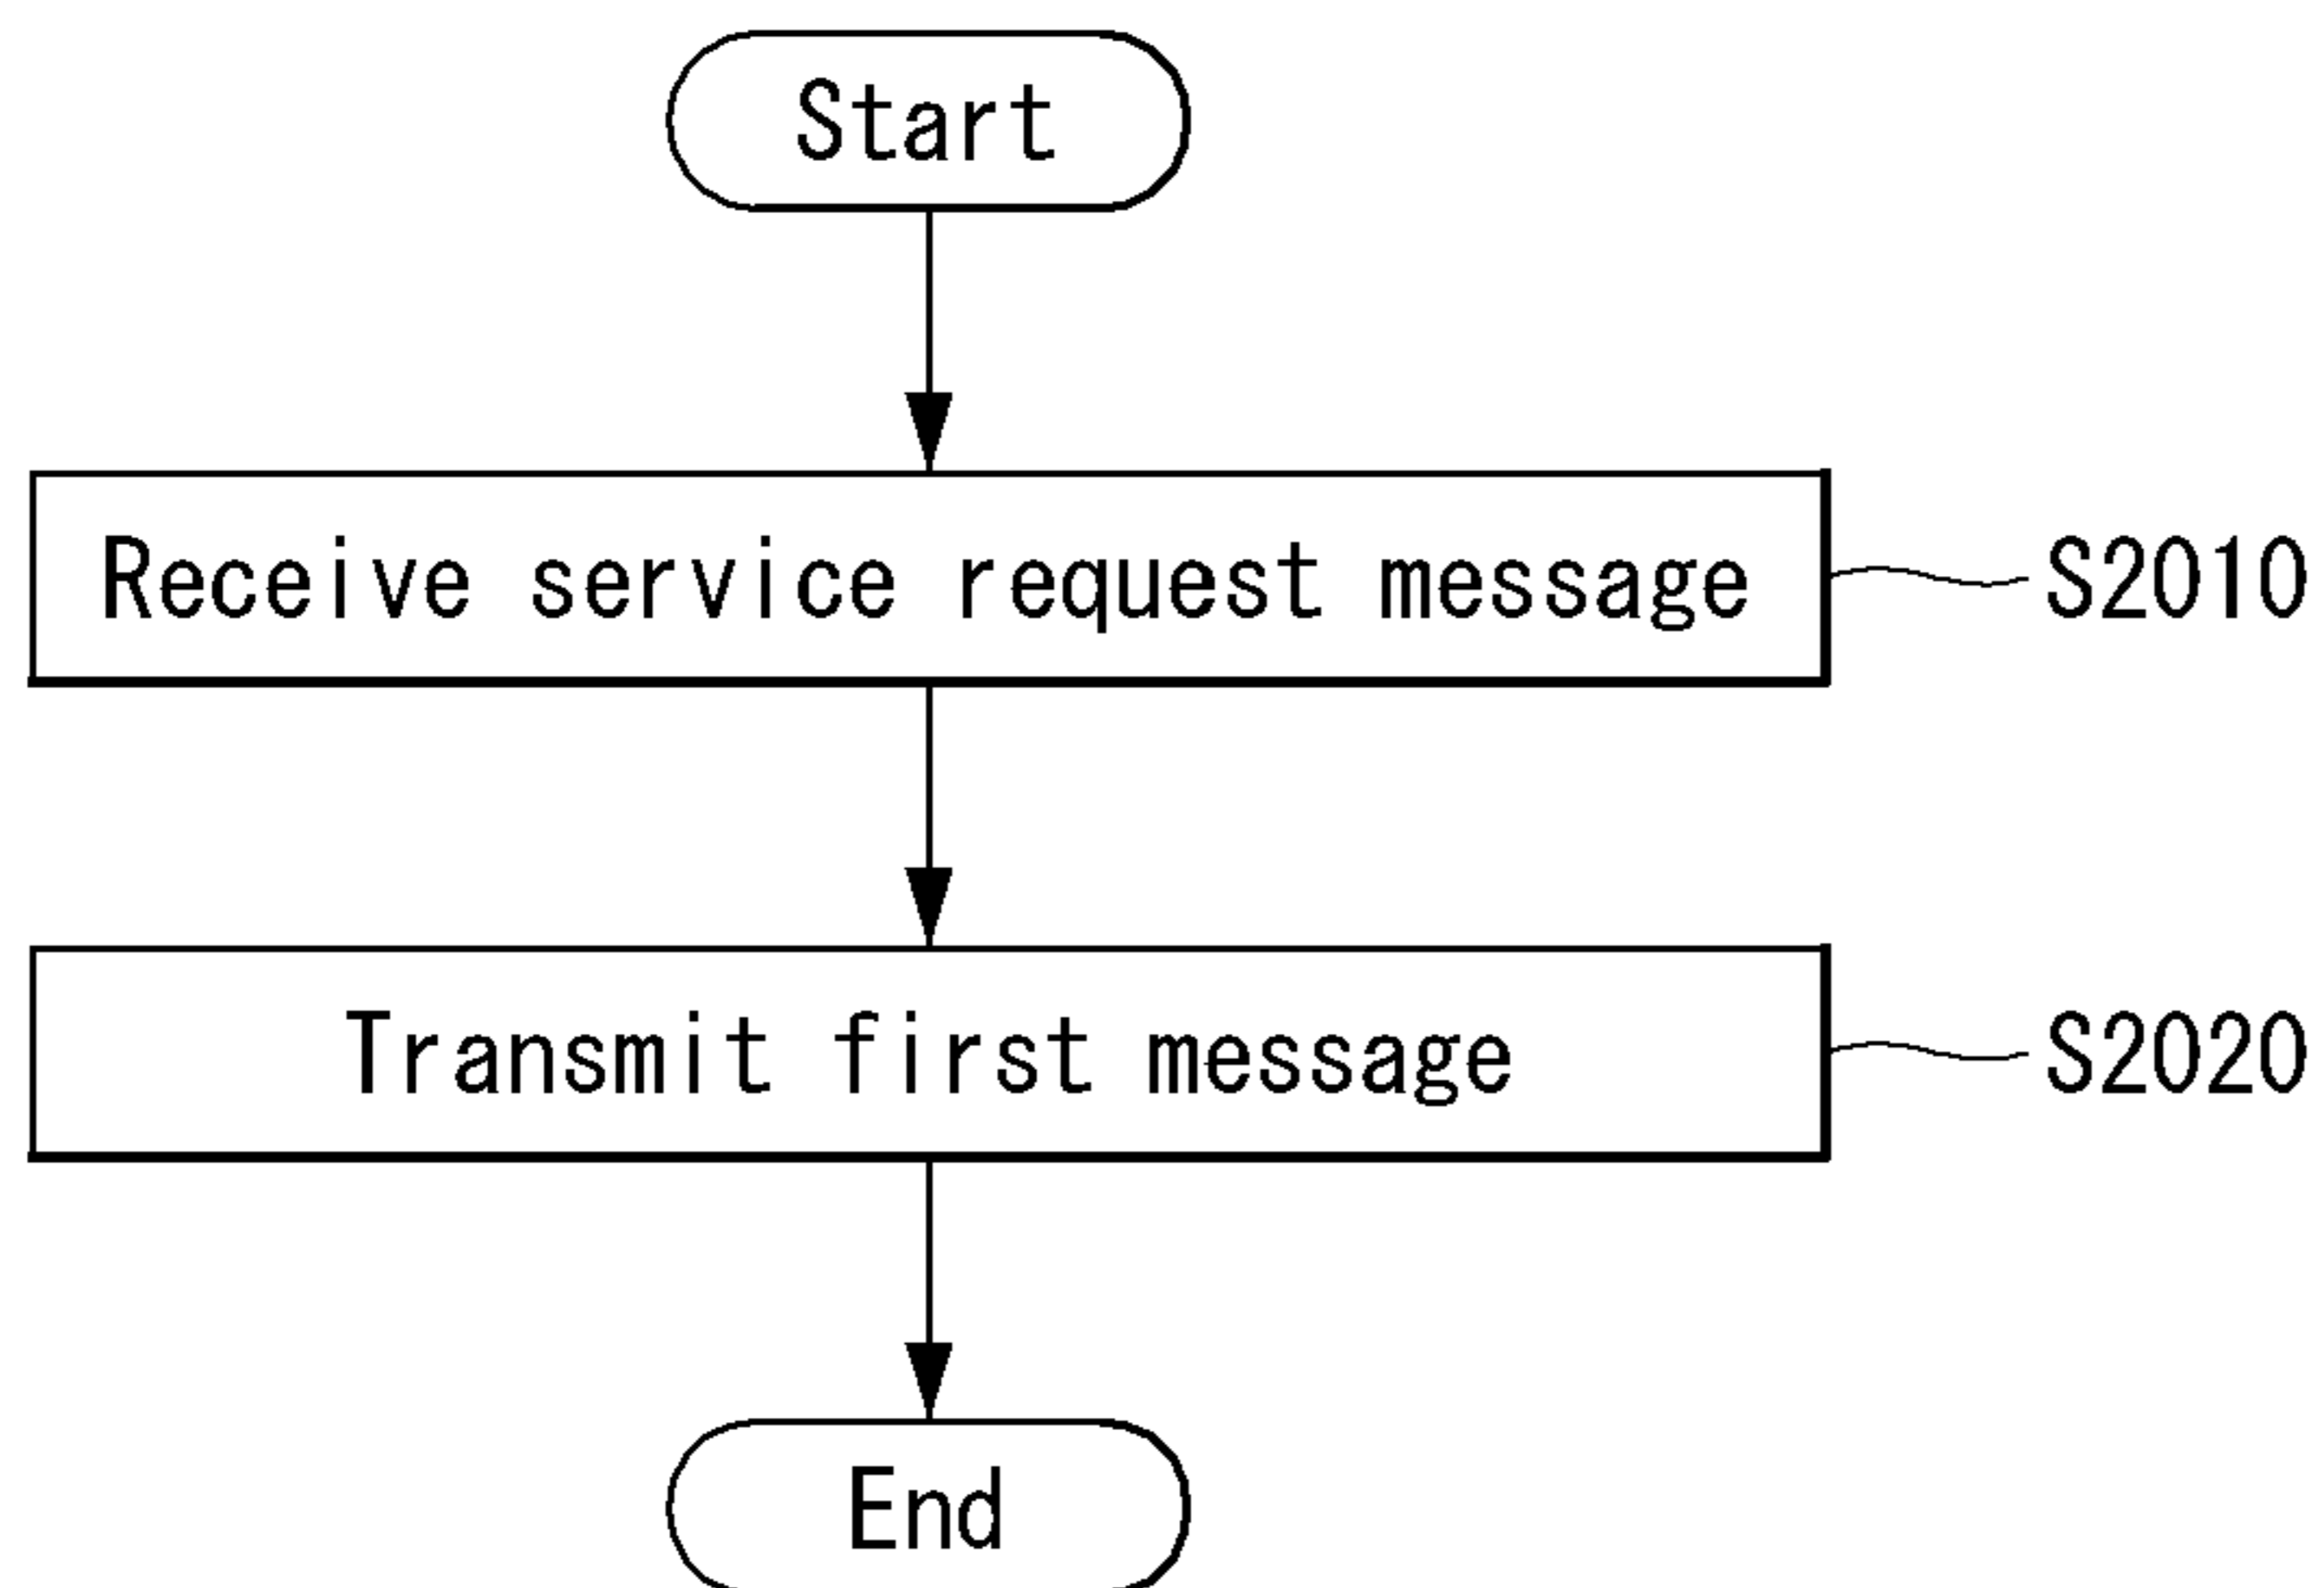 Start
Receive service request message
S2010
Transmit first message
S2020
End